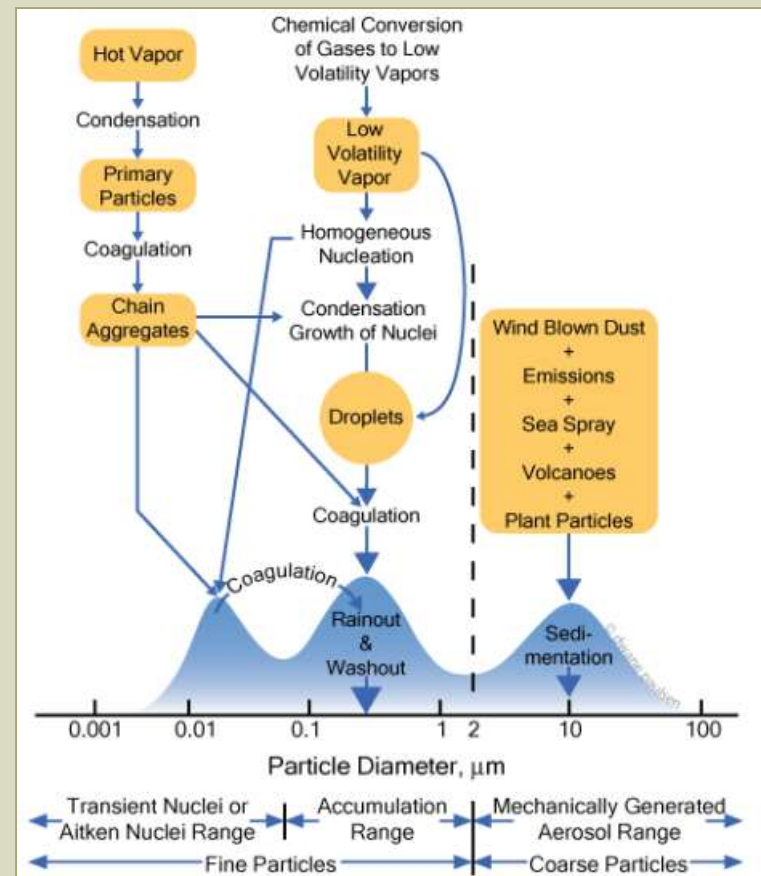 Hot Vapor
Condensation
Primary
Particles
Coagulation
Chain
Aggregates
Chemical Conversion
of Gases to Low
Volatility Vapors
Low
Volatility
Vapor
Homogeneous
Nucleation
Condensation
Growth of Nuclei
Droplets
Coagulation
Wind Blown Dust
+
Emissions
+
Sea Spray
+
Volcanoes
+
Plant Particles
Coagulation
Rainout
&
Washout
Sedi-
mentation
0.001 0.01 0.1 1 2 10 100
Particle Diameter, μm
Transient Nuclei or
Aitken Nuclei Range
Accumulation
Range
Mechanically Generated
Aerosol Range
Fine Particles
Coarse Particles